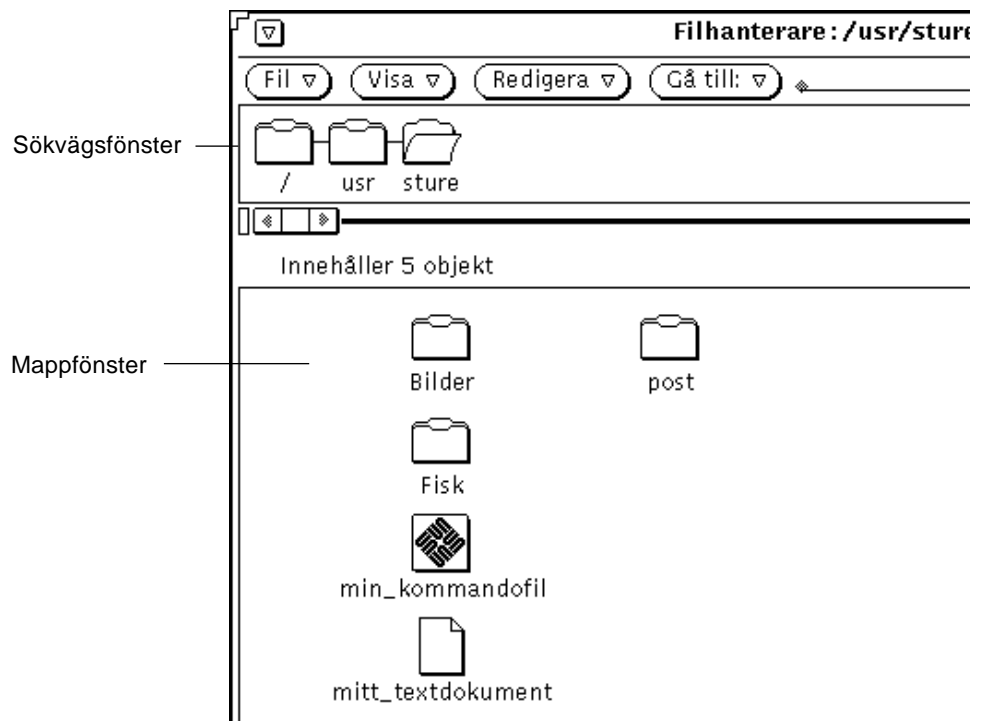 Filhanterare:/usr/sture
Fil Visa Redigera Gå till:
Sökvägsfönster
/ usr sture
Innehåller 5 objekt
Mappfönster
Bilder post
Fisk
min_kommandofil
mitt_textdokument